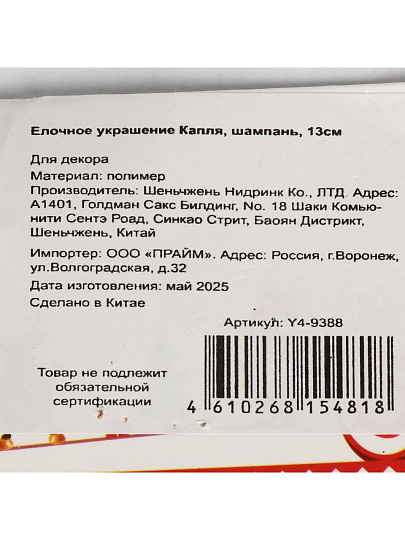 Елочное украшение Капля, шампань, 13см
Для декора
Материал: полимер
Производитель: Шеньчжень Нидринк Ко., ЛТД. Адрес:
А1401, Голдман Сакс Билдинг, No. 18 Шаки Комью-
нити Сентэ Роад, Синкао Стрит, Баоян Дистрикт,
Шеньчжень, Китай
Импортер: ООО «ПРАЙМ». Адрес: Россия, г.Воронеж,
ул.Волгоградская, д.32
Дата изготовления: май 2025
Сделано в Китае
Артикул: Y4-9388
Товар не подлежит
обязательной
сертификации
4 610268 154818